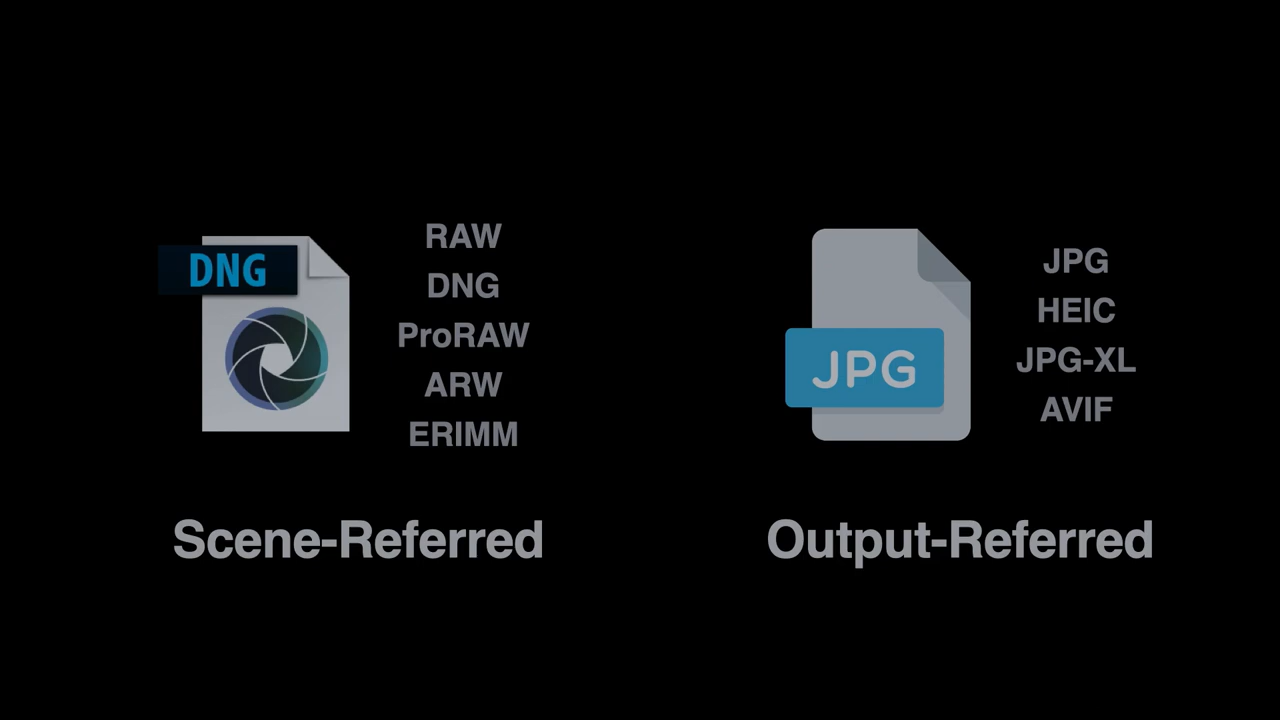 DNG
RAW
DNG
ProRAW
ARW
ERIMM
Scene-Referred
JPG
JPG
HEIC
JPG-XL
AVIF
Output-Referred